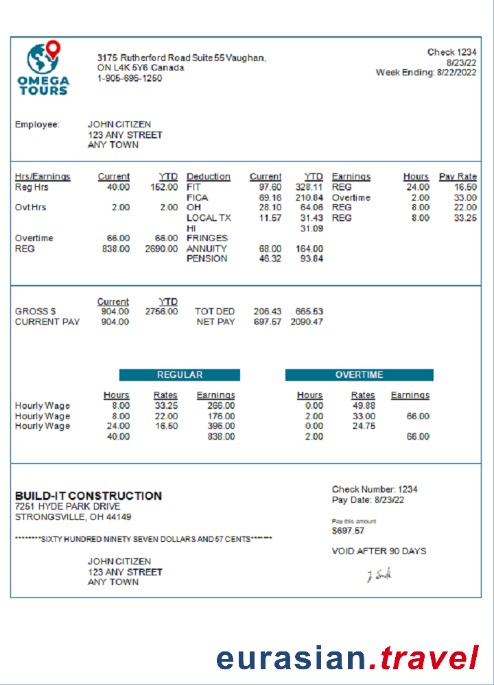 OMEGA
TOURS
3175 Rutherford Road Suite 55 Vaughan,
ON L4K 5Y6 Canada
1-905-695-1250
Check 1234
8/23/22
Week Ending: 8/22/2022
Employee: JOHN CITIZEN
123 ANY STREET
ANY TOWN
Hrs/Earnings Current YTD Deduction Current YTD Earnings Hours Pay Rate
Reg Hrs 40.00 152.00 FIT 97.60 328.11 REG 24.00 16.50
FICA 69.16 210.84 Overtime 2.00 33.00
Ovt Hrs 2.00 2.00 OH 28.10 64.06 REG 8.00 22.00
LOCAL TX 11.57 31.43 REG 8.00 33.25
HI 31.09
Overtime 66.00 66.00 FRINGES
REG 838.00 2690.00 ANNUITY 68.00 164.00
PENSION 46.32 93.84
Current YTD
GROSS $ 904.00 2756.00 TOT DED 206.43 665.53
CURRENT PAY 904.00 NET PAY 697.57 2090.47
REGULAR OVERTIME
Hours Rates Earnings Hours Rates Earnings
Hourly Wage 8.00 33.25 266.00 0.00 49.88
Hourly Wage 8.00 22.00 176.00 2.00 33.00 66.00
Hourly Wage 24.00 16.50 396.00 0.00 24.75
40.00 838.00 2.00 66.00
BUILD-IT CONSTRUCTION
7251 HYDE PARK DRIVE
STRONGSVILLE, OH 44149
Check Number: 1234
Pay Date: 8/23/22
Pay this amount
$697.57
********SIXTY HUNDRED NINETY SEVEN DOLLARS AND 57 CENTS*******
VOID AFTER 90 DAYS
JOHN CITIZEN
123 ANY STREET
ANY TOWN
eurasian.travel